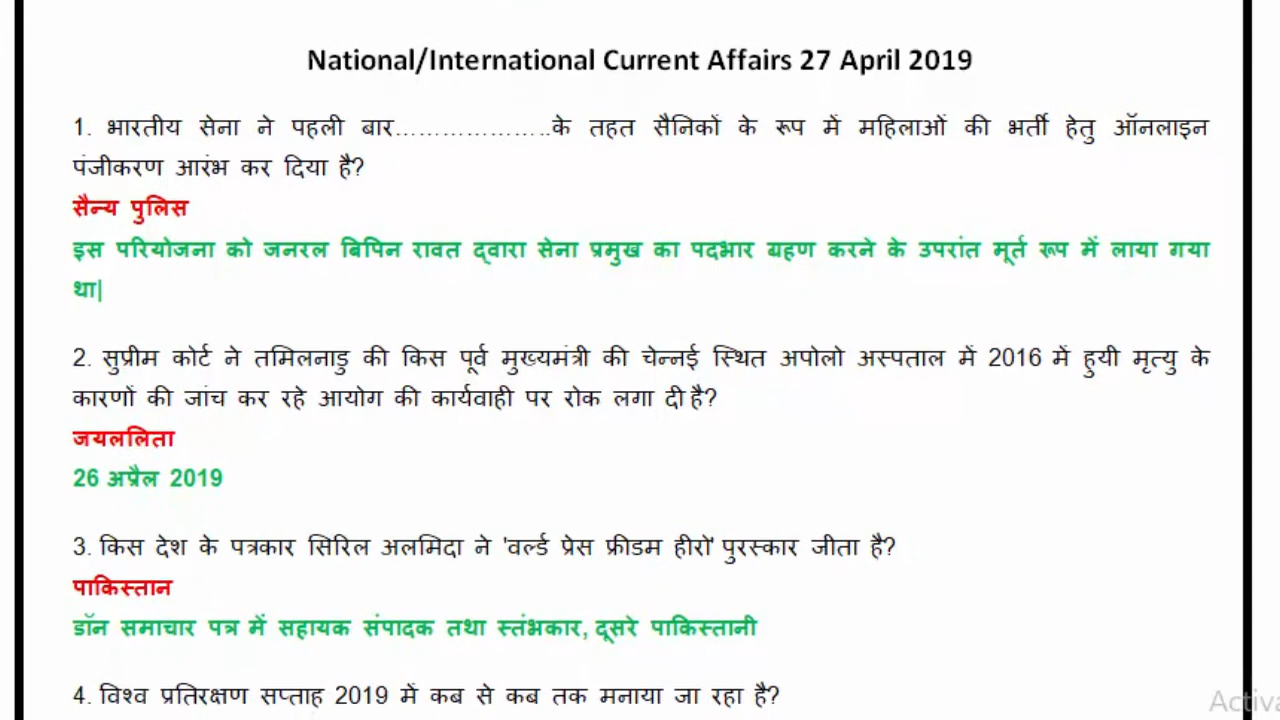 National/International Current Affairs 27 April 2019
1. भारतीय सेना ने पहली बार………………..के तहत सैनिकों के रूप में महिलाओं की भर्ती हेतु ऑनलाइन
पंजीकरण आरंभ कर दिया है?
सैन्य पुलिस
इस परियोजना को जनरल बिपिन रावत द्वारा सेना प्रमुख का पदभार ग्रहण करने के उपरांत मूर्त रूप में लाया गया
था|
2. सुप्रीम कोर्ट ने तमिलनाडु की किस पूर्व मुख्यमंत्री की चेन्नई स्थित अपोलो अस्पताल में 2016 में हुयी मृत्यु के
कारणों की जांच कर रहे आयोग की कार्यवाही पर रोक लगा दी है?
जयललिता
26 अप्रैल 2019
3. किस देश के पत्रकार सिरिल अलमिदा ने 'वर्ल्ड प्रेस फ्रीडम हीरो' पुरस्कार जीता है?
पाकिस्तान
डॉन समाचार पत्र में सहायक संपादक तथा स्तंभकार, दूसरे पाकिस्तानी
4. विश्व प्रतिरक्षण सप्ताह 2019 में कब से कब तक मनाया जा रहा है?
Activa